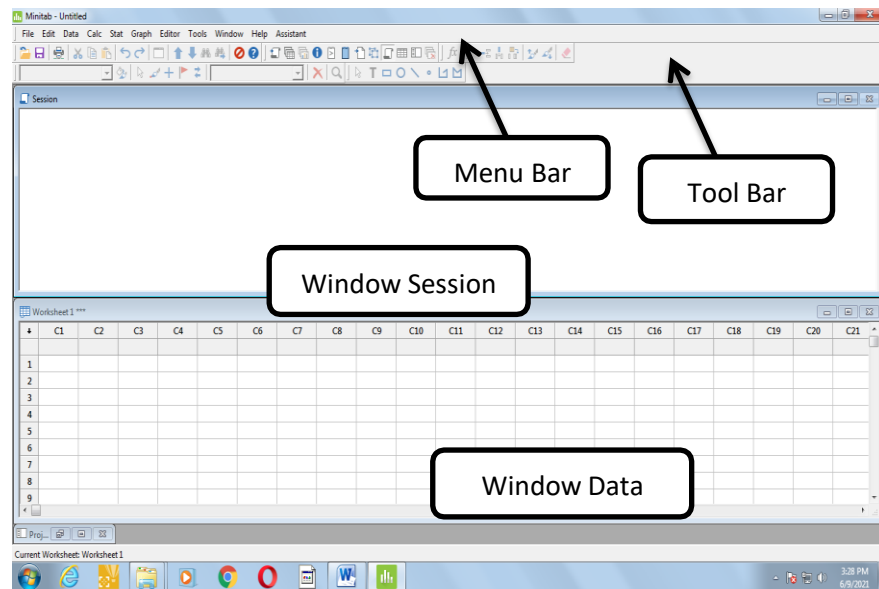 Minitab - Untitled
File Edit Data Calc Stat Graph Editor Tools Window Help Assistant
Session
Menu Bar
Tool Bar
Window Session
Worksheet 1 ***
C1 C2 C3 C4 C5 C6 C7 C8 C9 C10 C11 C12 C13 C14 C15 C16 C17 C18 C19 C20 C21
1
2
3
4
5
6
7
8
9
Window Data
Proj...
Current Worksheet: Worksheet 1
3:28 PM
6/9/2021